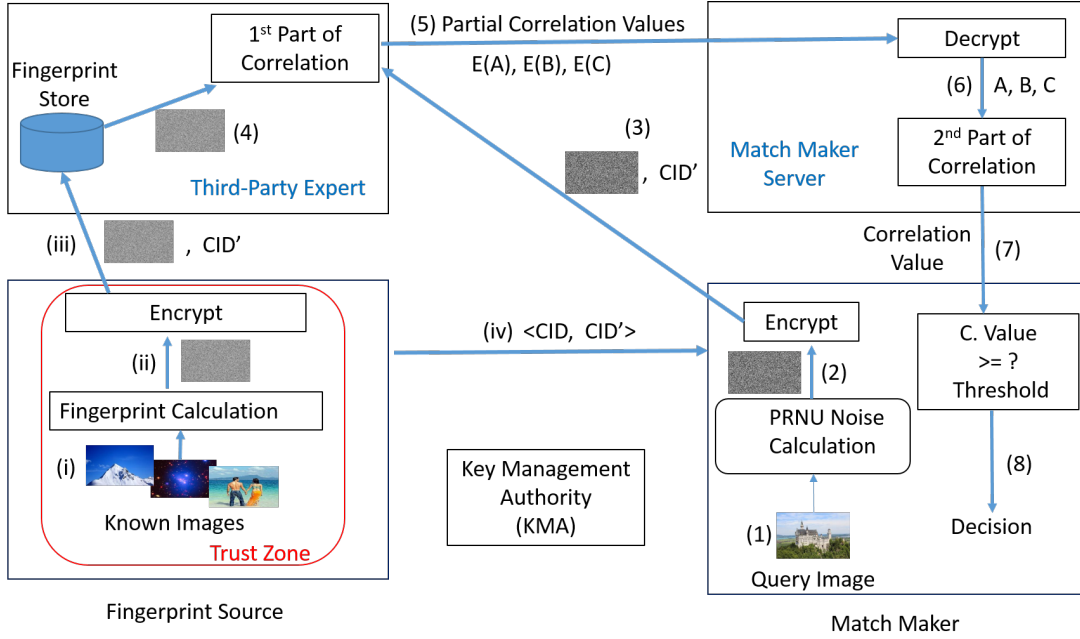 1st Part of
Correlation
(5) Partial Correlation Values
E(A), E(B), E(C)
Decrypt
(6) A, B, C
2nd Part of
Correlation
Match Maker
Server
Fingerprint
Store
(4)
Third-Party Expert
(3)
, CID’
(iii) , CID’
Correlation
Value
(7)
Encrypt
(ii)
Fingerprint Calculation
(i)
Known Images
Trust Zone
Fingerprint Source
(iv) <CID, CID’>
Key Management
Authority
(KMA)
Encrypt
(2)
PRNU Noise
Calculation
(1)
Query Image
C. Value
>= ?
Threshold
(8)
Decision
Match Maker